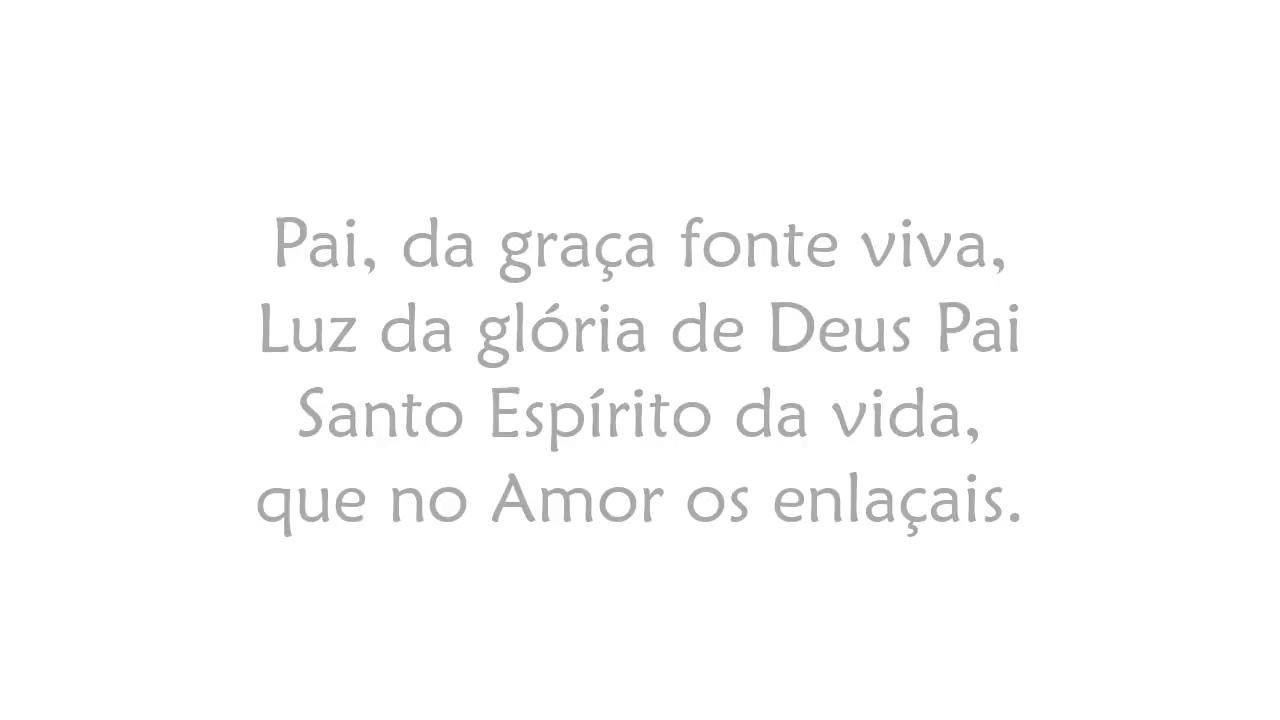 Pai, da graça fonte viva,
Luz da glória de Deus Pai
Santo Espírito da vida,
que no Amor os enlaçais.